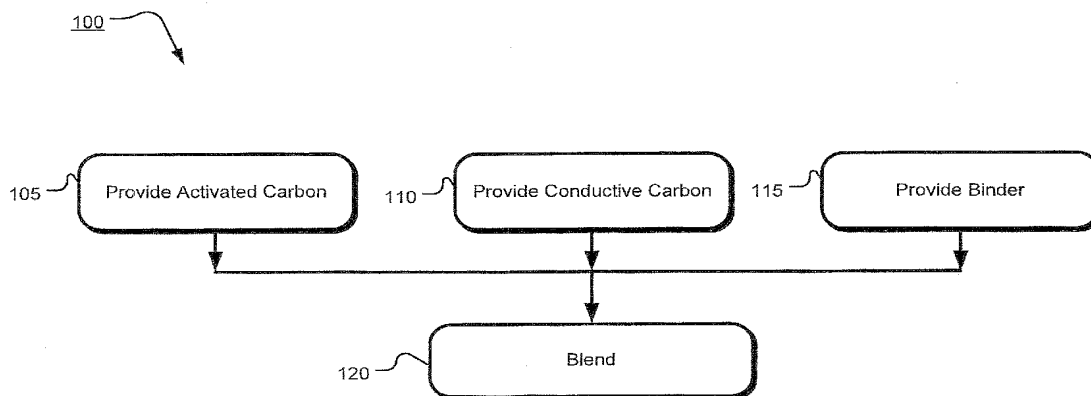 100
105
Provide Activated Carbon
110
Provide Conductive Carbon
115
Provide Binder
120
Blend